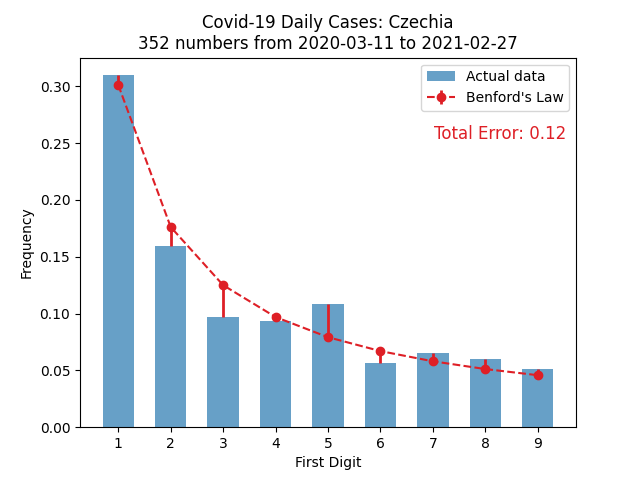 Covid-19 Daily Cases: Czechia
352 numbers from 2020-03-11 to 2021-02-27
Actual data
Benford's Law
Total Error: 0.12
Frequency
0.30
0.25
0.20
0.15
0.10
0.05
0.00
1 2 3 4 5 6 7 8 9
First Digit